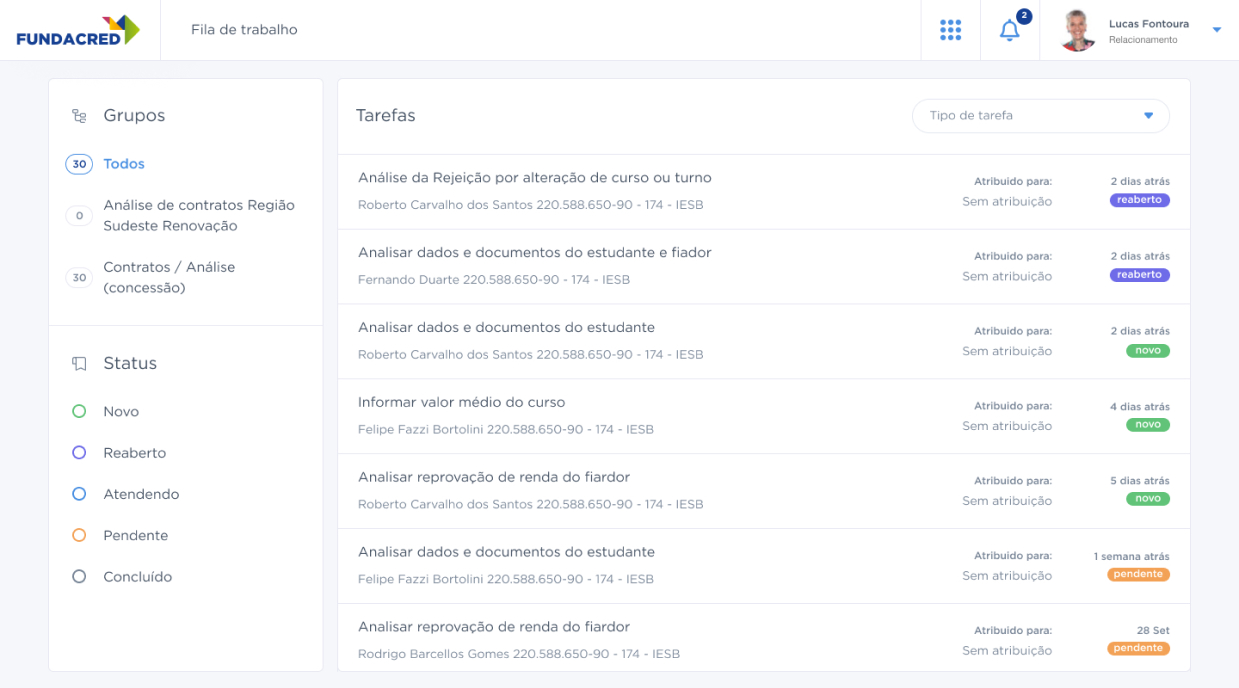 FUNDACRED
Fila de trabalho
2
Lucas Fontoura
Relacionamento
Grupos
30 Todos
0 Análise de contratos Região
Sudeste Renovação
30 Contratos / Análise
(concessão)
Status
Novo
Reaberto
Atendendo
Pendente
Concluído
Tarefas
Tipo de tarefa
Análise da Rejeição por alteração de curso ou turno
Roberto Carvalho dos Santos 220.588.650-90 - 174 - IESB
Atribuido para:
Sem atribuição
2 dias atrás
reaberto
Analisar dados e documentos do estudante e fiador
Fernando Duarte 220.588.650-90 - 174 - IESB
Atribuido para:
Sem atribuição
2 dias atrás
reaberto
Analisar dados e documentos do estudante
Roberto Carvalho dos Santos 220.588.650-90 - 174 - IESB
Atribuido para:
Sem atribuição
2 dias atrás
novo
Informar valor médio do curso
Felipe Fazzi Bortolini 220.588.650-90 - 174 - IESB
Atribuido para:
Sem atribuição
4 dias atrás
novo
Analisar reprovação de renda do fiardor
Roberto Carvalho dos Santos 220.588.650-90 - 174 - IESB
Atribuido para:
Sem atribuição
5 dias atrás
novo
Analisar dados e documentos do estudante
Felipe Fazzi Bortolini 220.588.650-90 - 174 - IESB
Atribuido para:
Sem atribuição
1 semana atrás
pendente
Analisar reprovação de renda do fiardor
Rodrigo Barcellos Gomes 220.588.650-90 - 174 - IESB
Atribuido para:
Sem atribuição
28 Set
pendente